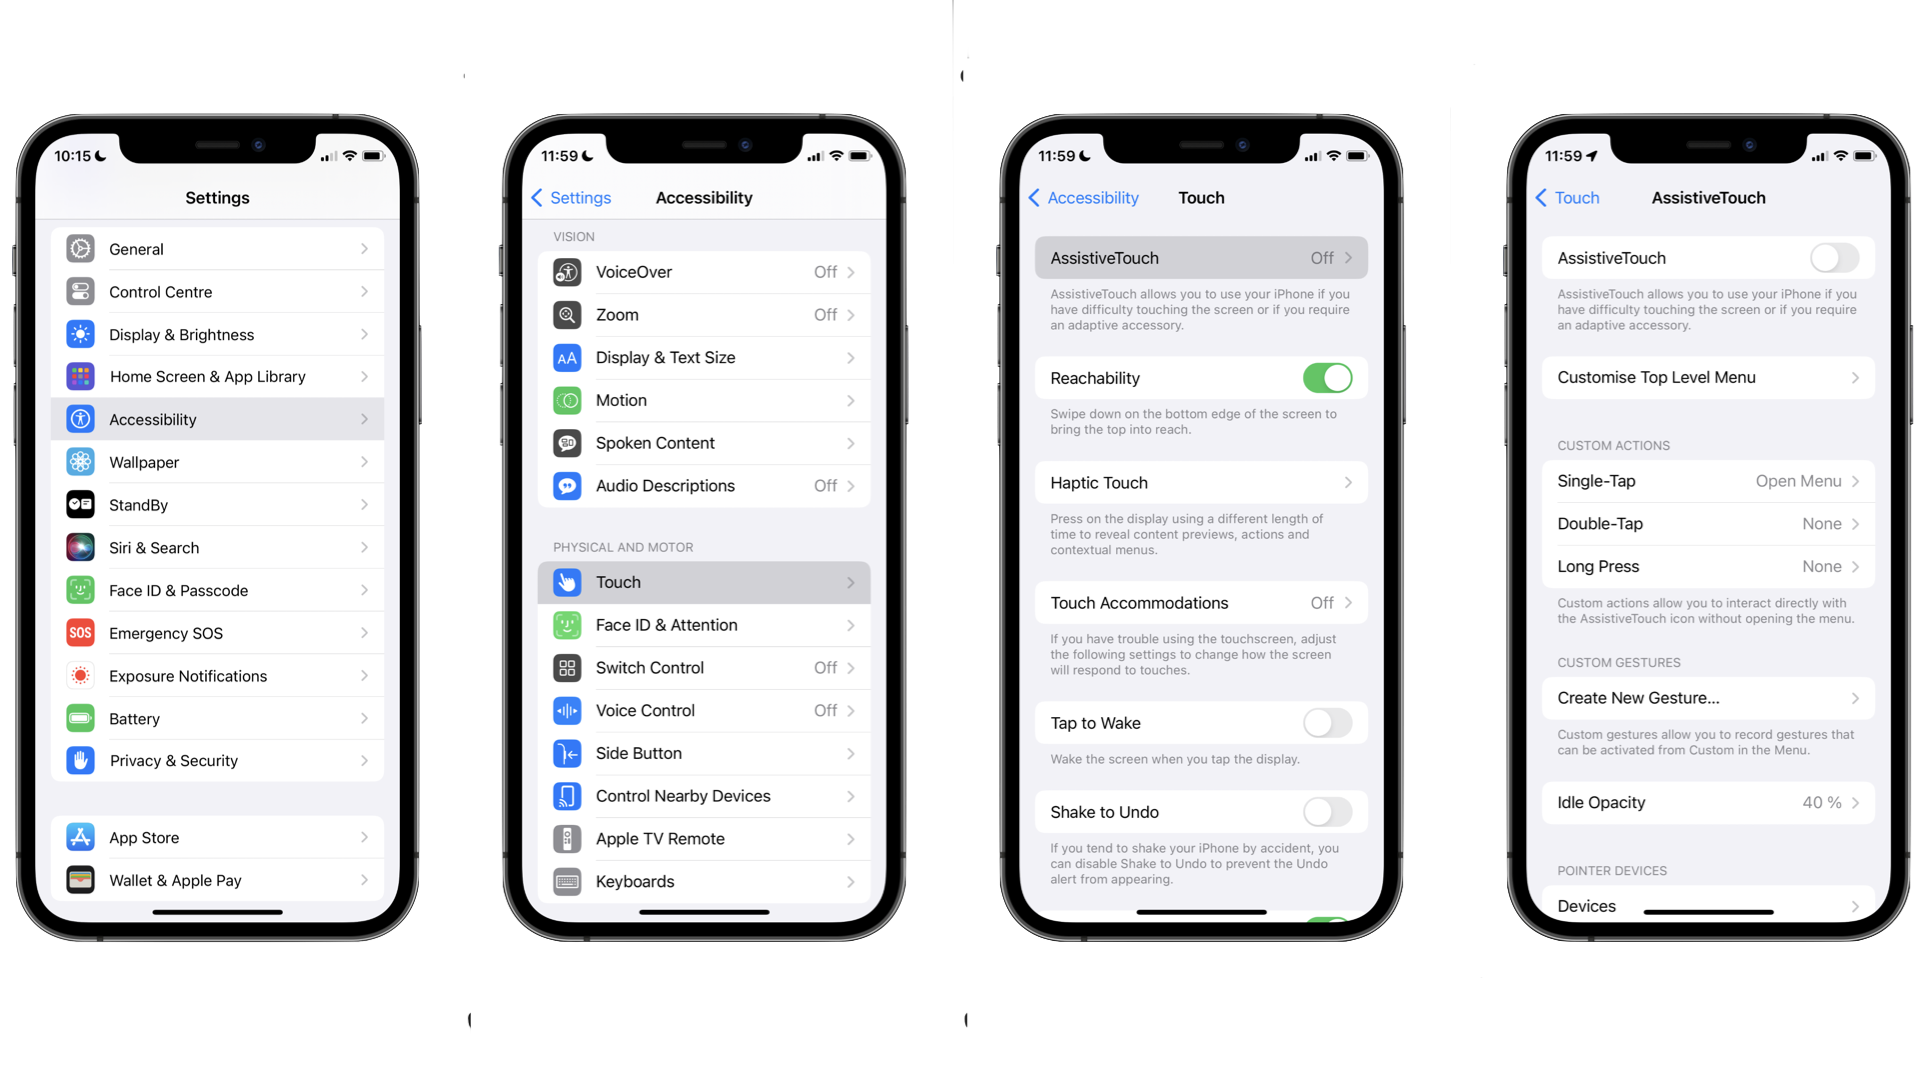 10:15
Settings
General
Control Centre
Display & Brightness
Home Screen & App Library
Accessibility
Wallpaper
StandBy
Siri & Search
Face ID & Passcode
SOS
Emergency SOS
Exposure Notifications
Battery
Privacy & Security
App Store
Wallet & Apple Pay
11:59
Settings
Accessibility
VISION
VoiceOver Off
Zoom Off
AA Display & Text Size
Motion
Spoken Content
Audio Descriptions Off
PHYSICAL AND MOTOR
Touch
Face ID & Attention
Switch Control Off
Voice Control Off
Side Button
Control Nearby Devices
Apple TV Remote
Keyboards
11:59
Accessibility
Touch
AssistiveTouch Off
AssistiveTouch allows you to use your iPhone if you
have difficulty touching the screen or if you require
an adaptive accessory.
Reachability
Swipe down on the bottom edge of the screen to
bring the top into reach.
Haptic Touch
Press on the display using a different length of
time to reveal content previews, actions and
contextual menus.
Touch Accommodations Off
If you have trouble using the touchscreen, adjust
the following settings to change how the screen
will respond to touches.
Tap to Wake
Wake the screen when you tap the display.
Shake to Undo
If you tend to shake your iPhone by accident, you
can disable Shake to Undo to prevent the Undo
alert from appearing.
11:59
Touch
AssistiveTouch
AssistiveTouch
AssistiveTouch allows you to use your iPhone if you
have difficulty touching the screen or if you require
an adaptive accessory.
Customise Top Level Menu
CUSTOM ACTIONS
Single-Tap Open Menu
Double-Tap None
Long Press None
Custom actions allow you to interact directly with
the AssistiveTouch icon without opening the menu.
CUSTOM GESTURES
Create New Gesture...
Custom gestures allow you to record gestures that
can be activated from Custom in the Menu.
Idle Opacity 40 %
POINTER DEVICES
Devices